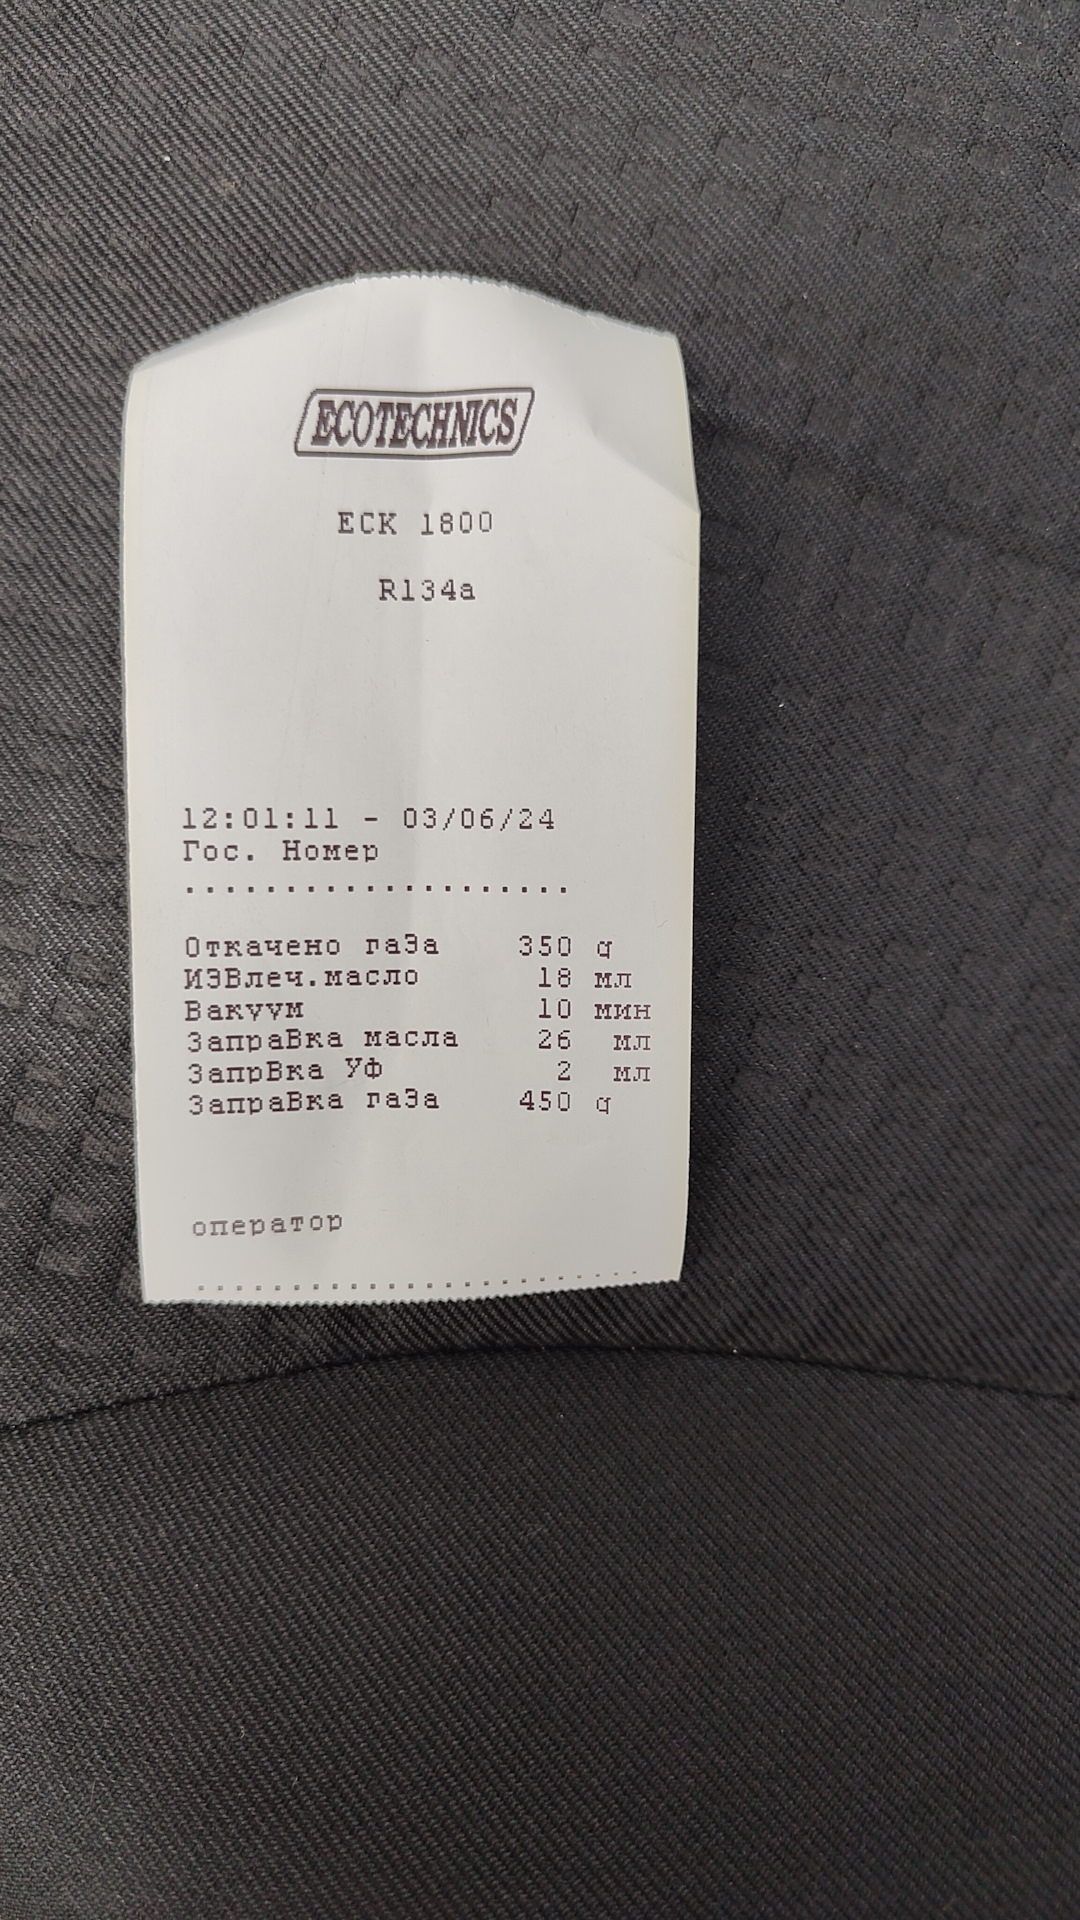 ECOTECHNICS
ECK 1800
R134a
12:01:11 - 03/06/24
Гос. Номер
....................
Откачено газа 350 g
Извлеч.масло 18 мл
Вакуум 10 мин
Заправка масла 26 мл
Запрвка Уф 2 мл
Заправка газа 450 g
оператор
.......................